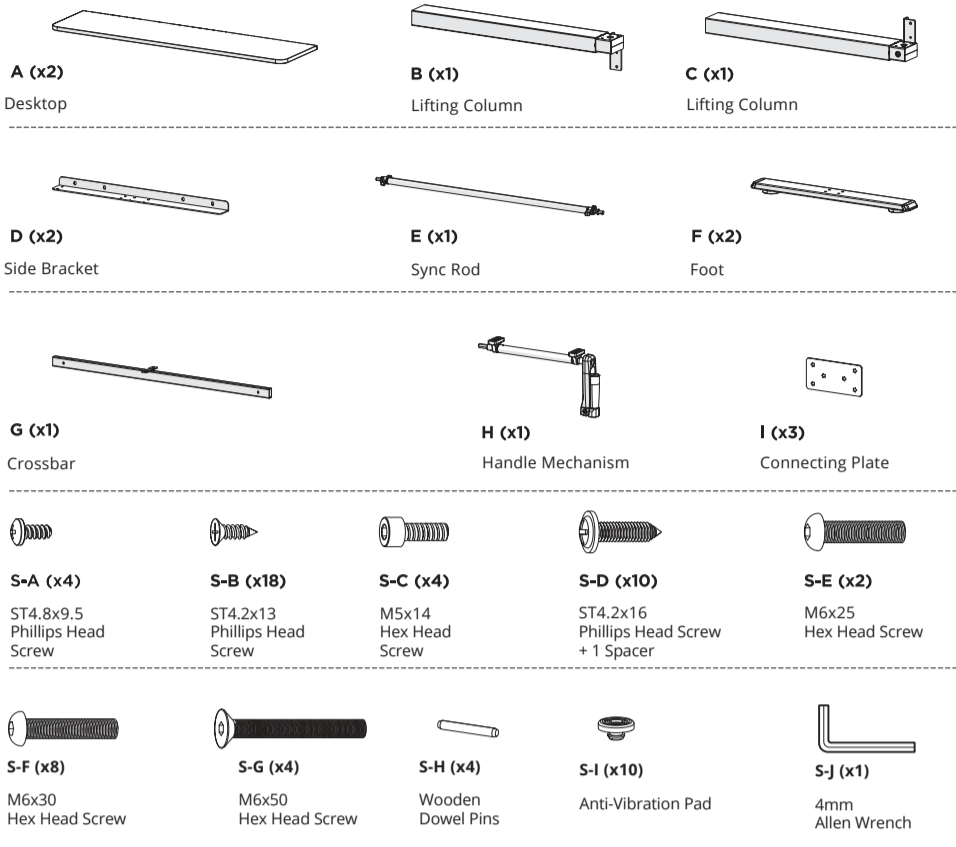 A (x2)
Desktop
B (x1)
Lifting Column
C (x1)
Lifting Column
D (x2)
Side Bracket
E (x1)
Sync Rod
F (x2)
Foot
G (x1)
Crossbar
H (x1)
Handle Mechanism
I (x3)
Connecting Plate
S-A (x4)
ST4.8x9.5
Phillips Head
Screw
S-B (x18)
ST4.2x13
Phillips Head
Screw
S-C (x4)
M5x14
Hex Head
Screw
S-D (x10)
ST4.2x16
Phillips Head Screw
+ 1 Spacer
S-E (x2)
M6x25
Hex Head Screw
S-F (x8)
M6x30
Hex Head Screw
S-G (x4)
M6x50
Hex Head Screw
S-H (x4)
Wooden
Dowel Pins
S-I (x10)
Anti-Vibration Pad
S-J (x1)
4mm
Allen Wrench